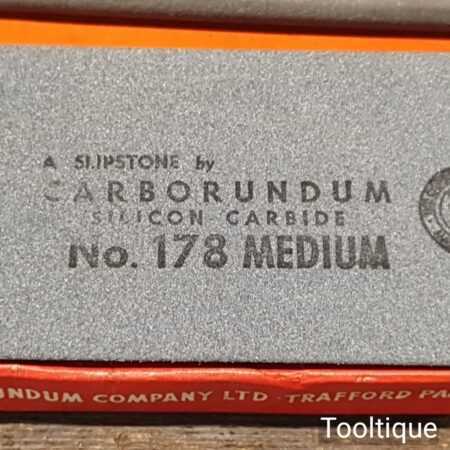 A SLIPSTONE by
CARBORUNDUM
SILICON CARBIDE
No. 178 MEDIUM
UNDUM COMPANY LTD · TRAFFORD PA
Tooltique